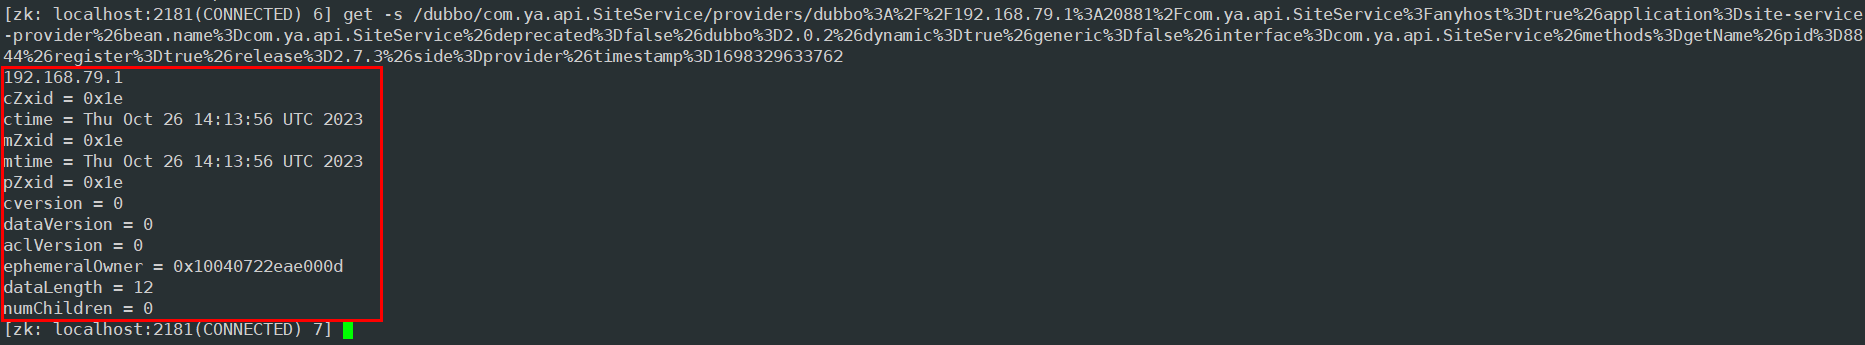 [zk: localhost:2181(CONNECTED) 6] get -s /dubbo/com.ya.api.SiteService/providers/dubbo%3A%2F%2F192.168.79.1%3A20881%2Fcom.ya.api.SiteService%3Fanyhost%3Dtrue%26application%3Dsite-service
-provider%26bean.name%3Dcom.ya.api.SiteService%26deprecated%3Dfalse%26dubbo%3D2.0.2%26dynamic%3Dtrue%26generic%3Dfalse%26interface%3Dcom.ya.api.SiteService%26methods%3DgetName%26pid%3D88
44%26register%3Dtrue%26release%3D2.7.3%26side%3Dprovider%26timestamp%3D1698329633762
192.168.79.1
cZxid = 0x1e
ctime = Thu Oct 26 14:13:56 UTC 2023
mZxid = 0x1e
mtime = Thu Oct 26 14:13:56 UTC 2023
pZxid = 0x1e
cversion = 0
dataVersion = 0
aclVersion = 0
ephemeralOwner = 0x10040722eae000d
dataLength = 12
numChildren = 0
[zk: localhost:2181(CONNECTED) 7]